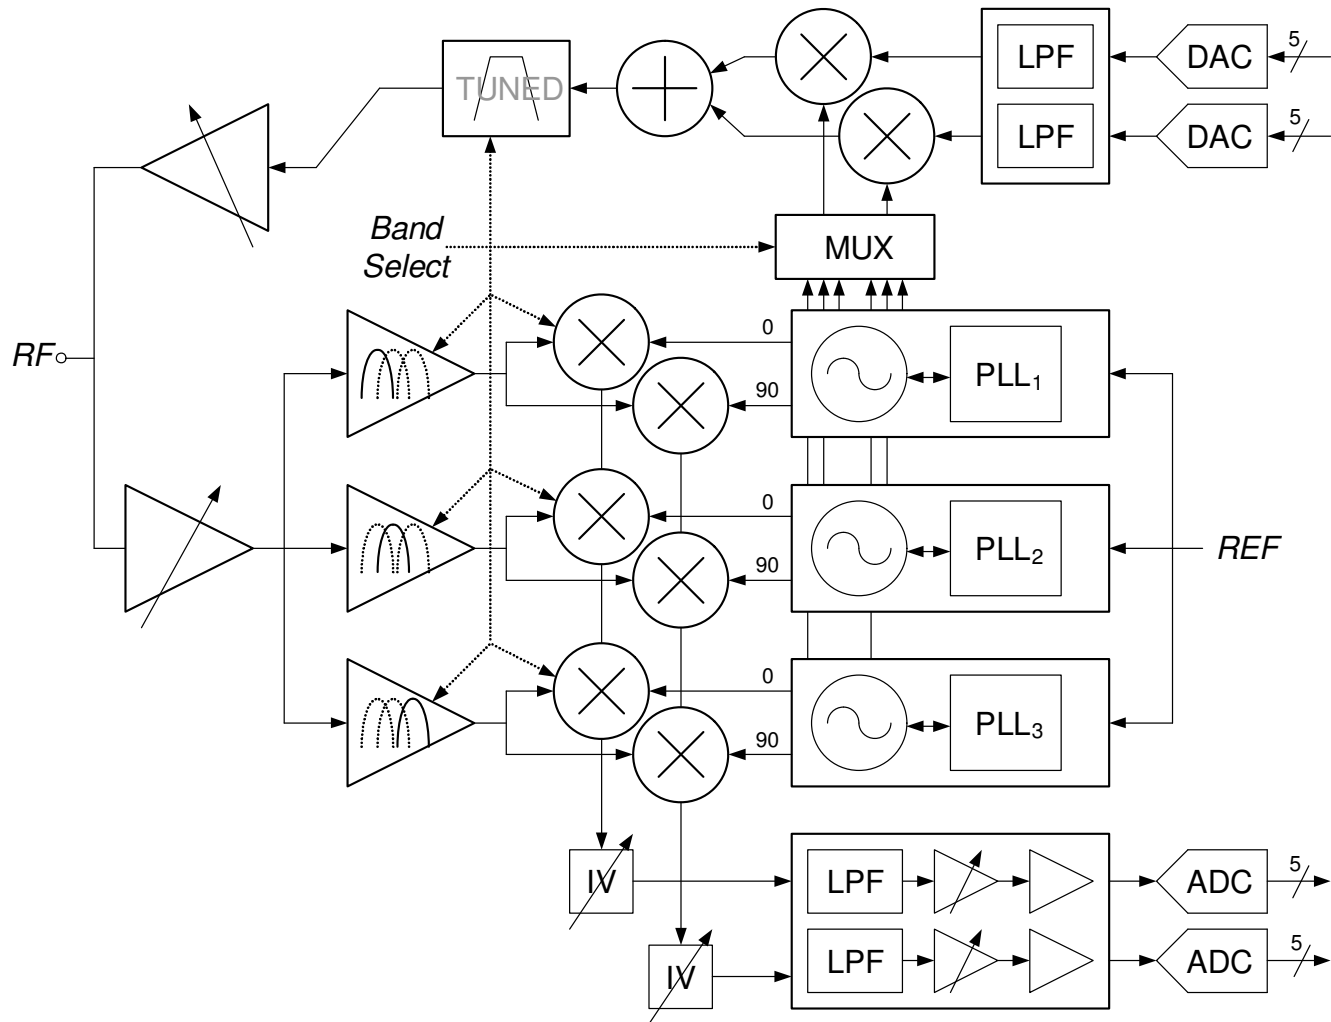 TUNED
LPF
DAC
5
LPF
DAC
5
Band
Select
MUX
RF
0
PLL1
90
0
PLL2
REF
90
0
PLL3
90
IV
LPF
ADC
5
IV
LPF
ADC
5